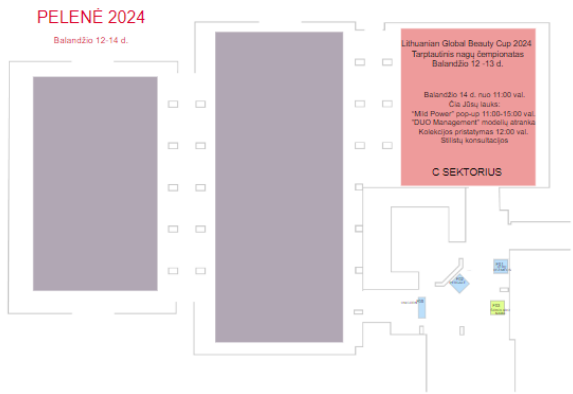 PELENĖ 2024
Balandžio 12-14 d.
Lithuanian Global Beauty Cup 2024
Tarptautinis nagų čempionatas
Balandžio 12 -13 d.
Balandžio 14 d. nuo 11:00 val.
Čia Jūsų lauks:
"Mild Power" pop-up 11:00-15:00 val.
"DUO Management" modelių atranka
Kolekcijos pristatymas 12:00 val.
Stilistų konsultacijos
C SEKTORIUS